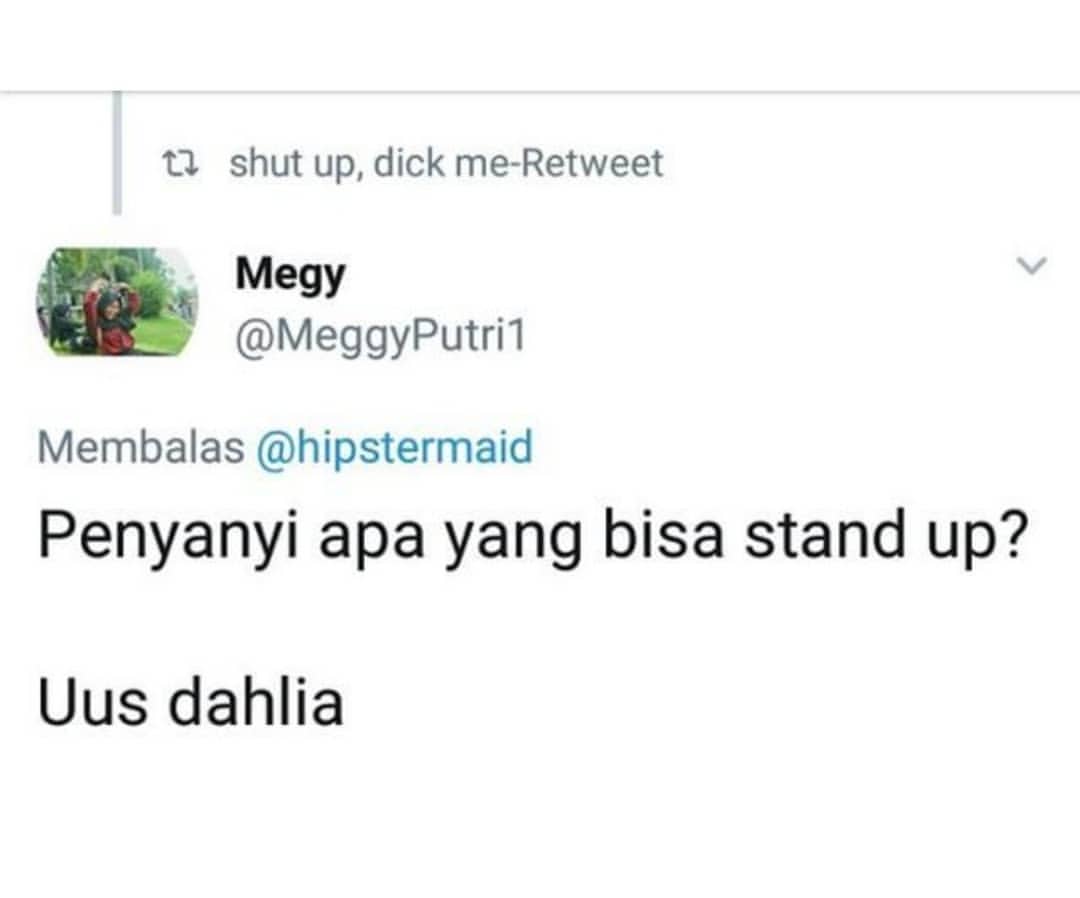 shut up, dick me-Retweet
Megy
@MeggyPutri1
Membalas @hipstermaid
Penyanyi apa yang bisa stand up?
Uus dahlia